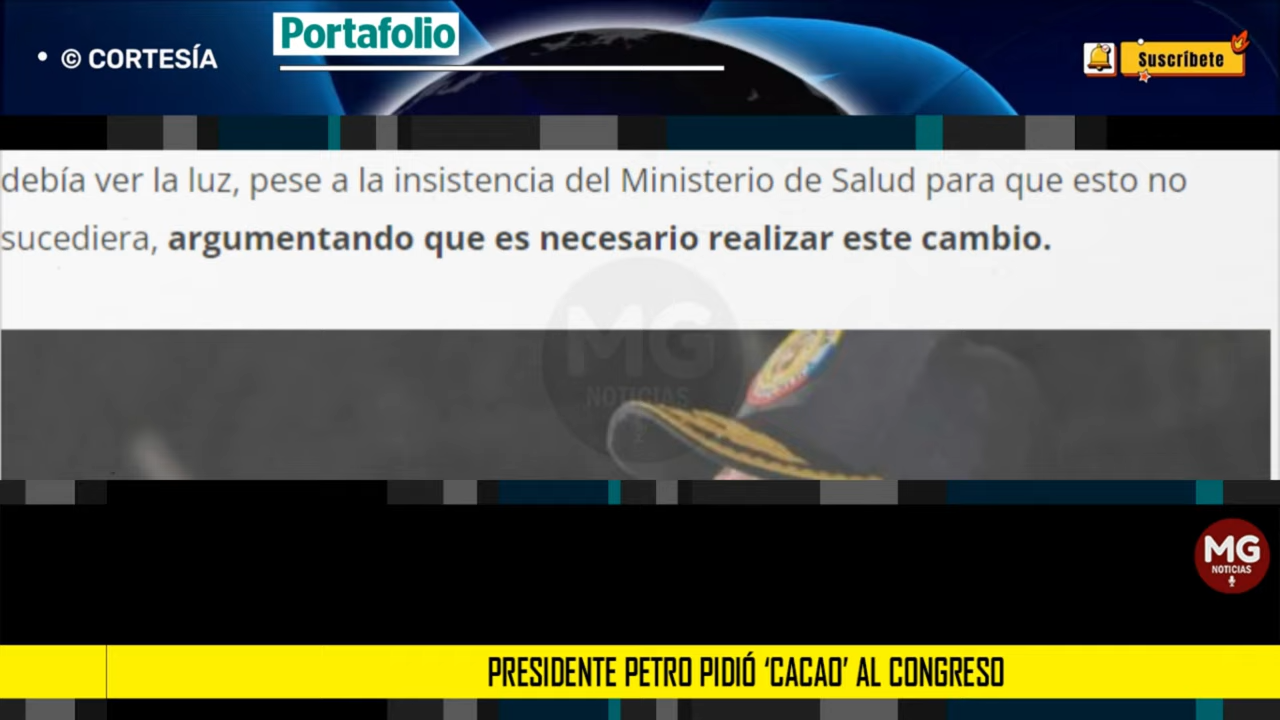 • © CORTESÍA
Portafolio
Suscríbete
debía ver la luz, pese a la insistencia del Ministerio de Salud para que esto no
sucediera, argumentando que es necesario realizar este cambio.
MG
NOTICIAS
MG
NOTICIAS
PRESIDENTE PETRO PIDIÓ ‘CACAO’ AL CONGRESO